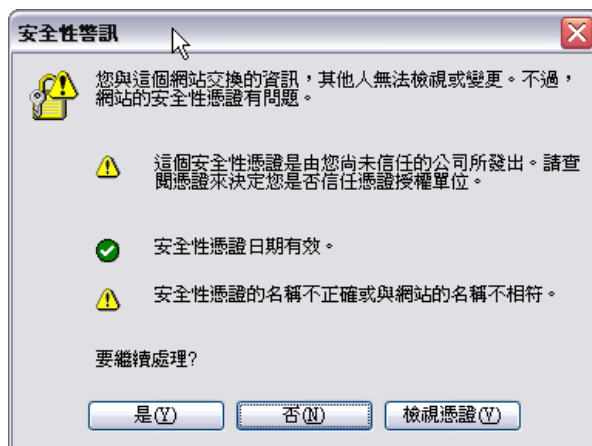 安全性警訊
您與這個網站交換的資訊，其他人無法檢視或變更。不過，
網站的安全性憑證有問題。
這個安全性憑證是由您尚未信任的公司所發出。請查
閱憑證來決定您是否信任憑證授權單位。
安全性憑證日期有效。
安全性憑證的名稱不正確或與網站的名稱不相符。
要繼續處理?
是(Y)
否(N)
檢視憑證(V)